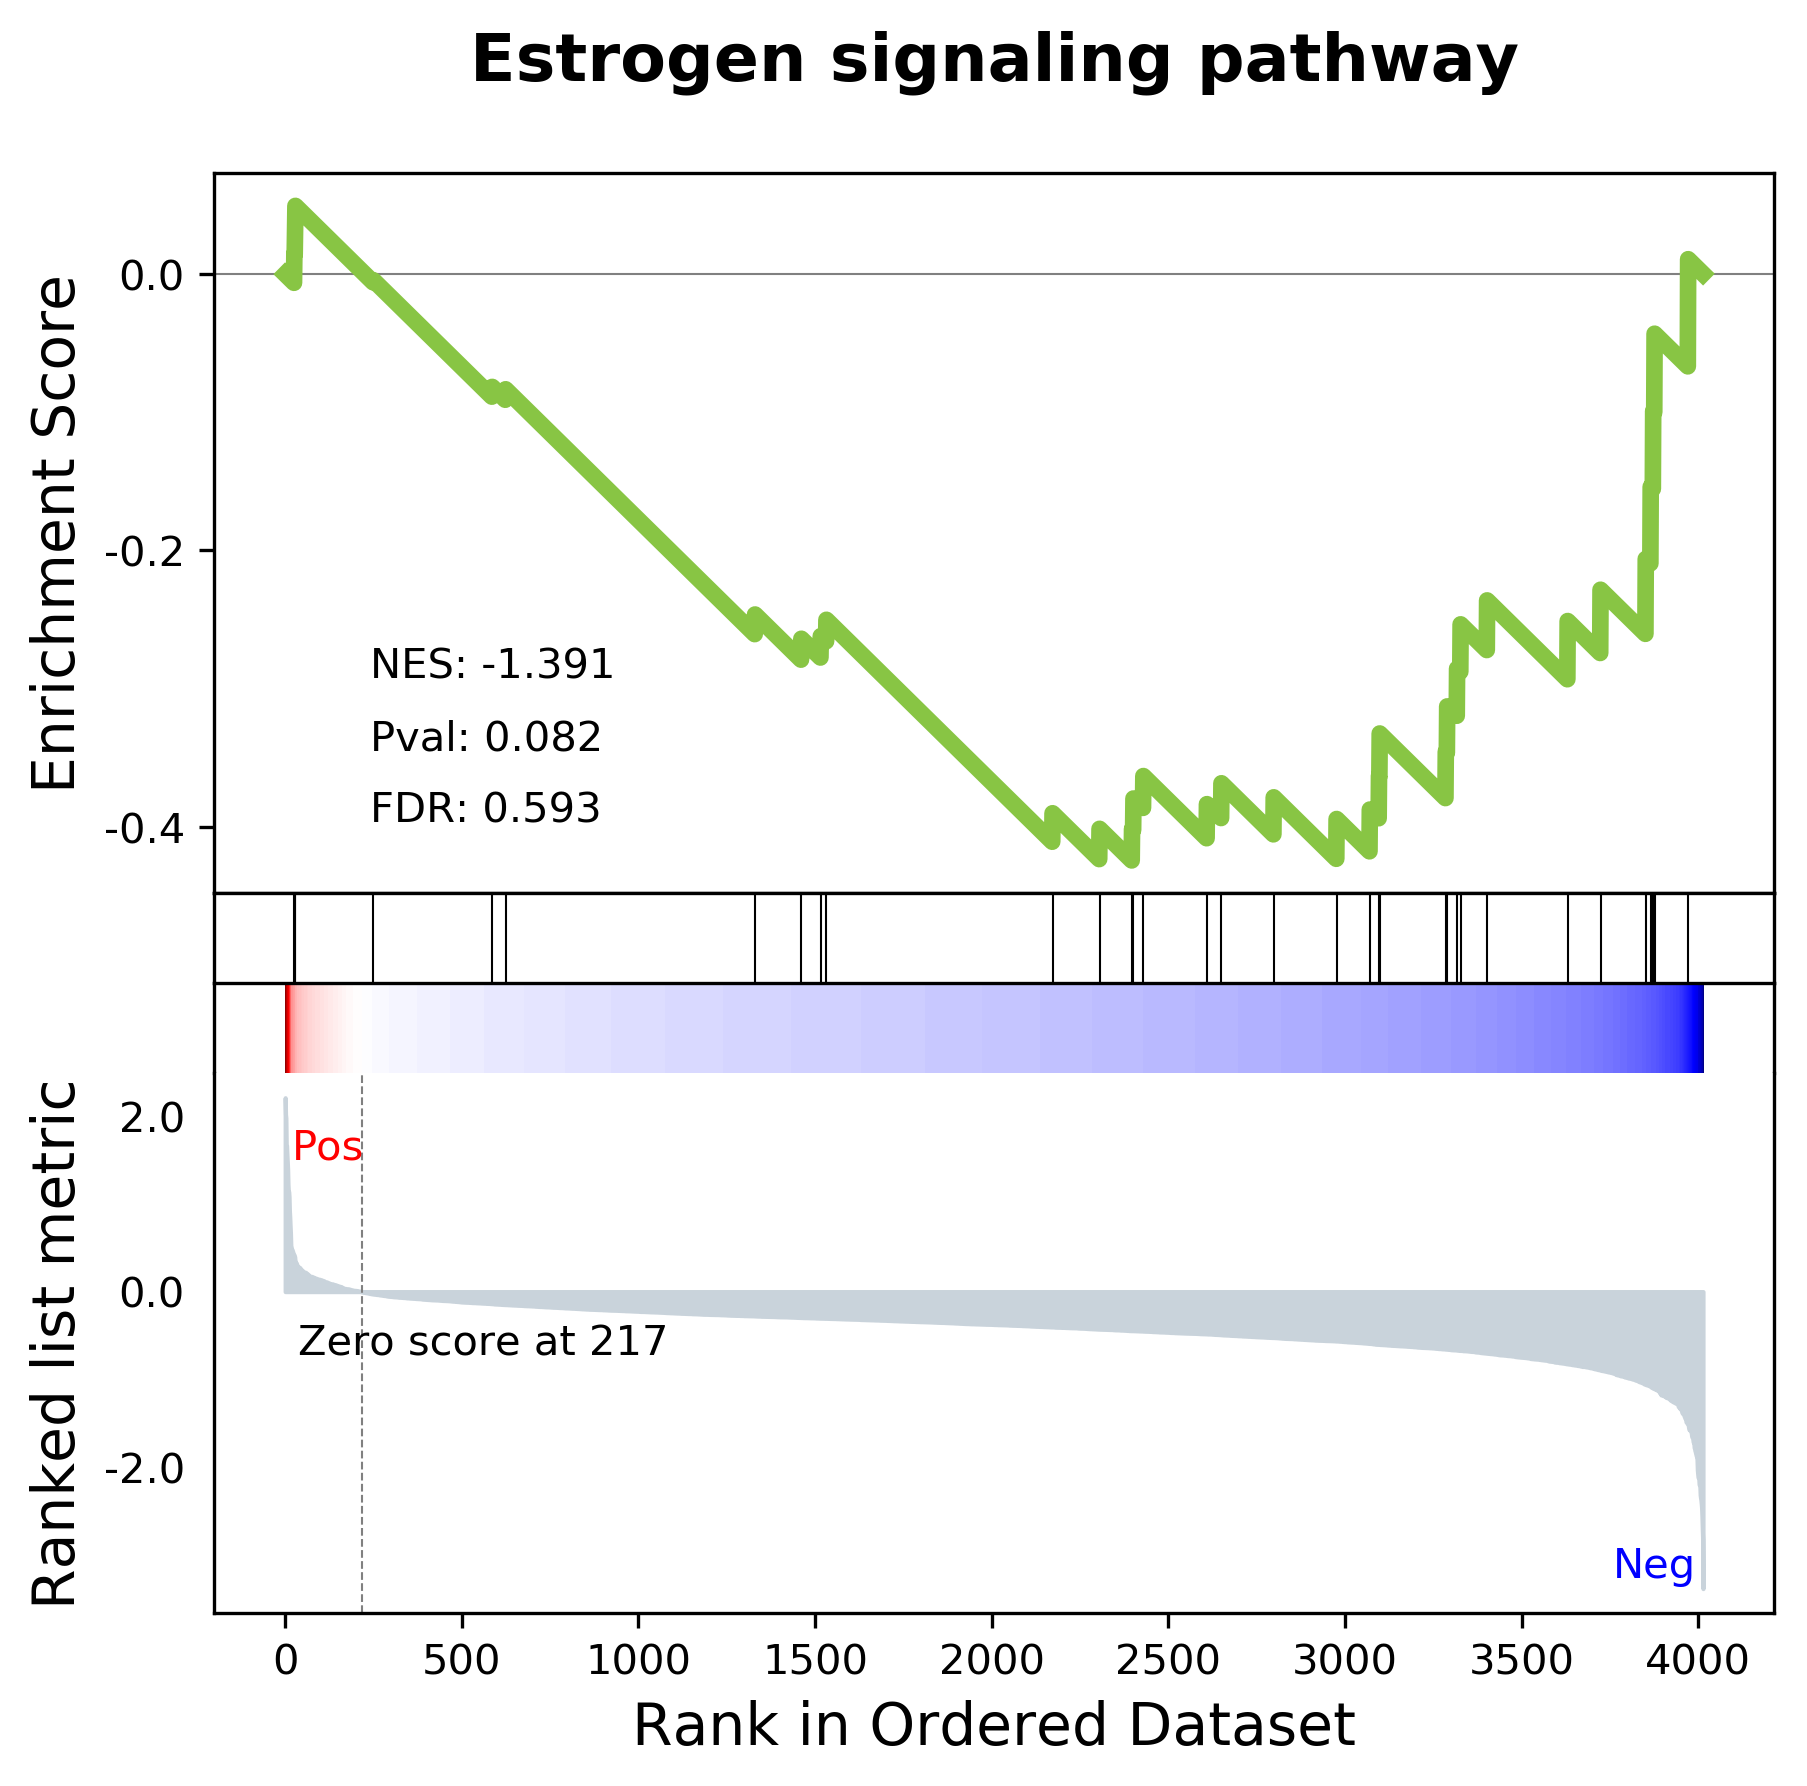 Estrogen signaling pathway
Enrichment Score
0.0
-0.2
-0.4
NES: -1.391
Pval: 0.082
FDR: 0.593
Ranked list metric
2.0
0.0
-2.0
Pos
Zero score at 217
Neg
0 500 1000 1500 2000 2500 3000 3500 4000
Rank in Ordered Dataset